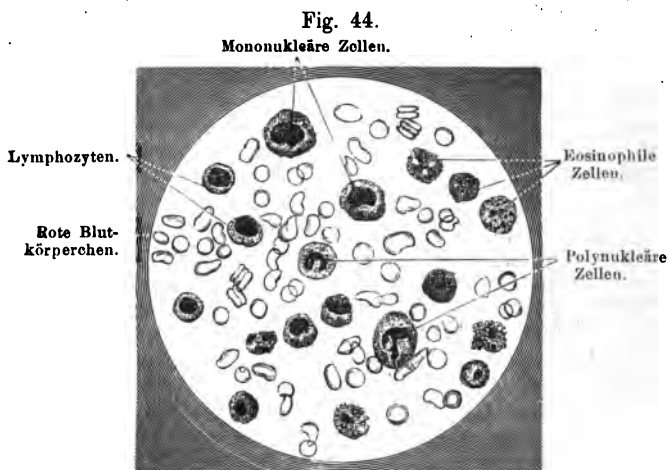 Fig. 44.
Mononukleäre Zellen.
Lymphozyten.
Eosinophile
Zellen.
Rote Blut-
körperchen.
Polynukleäre
Zellen.